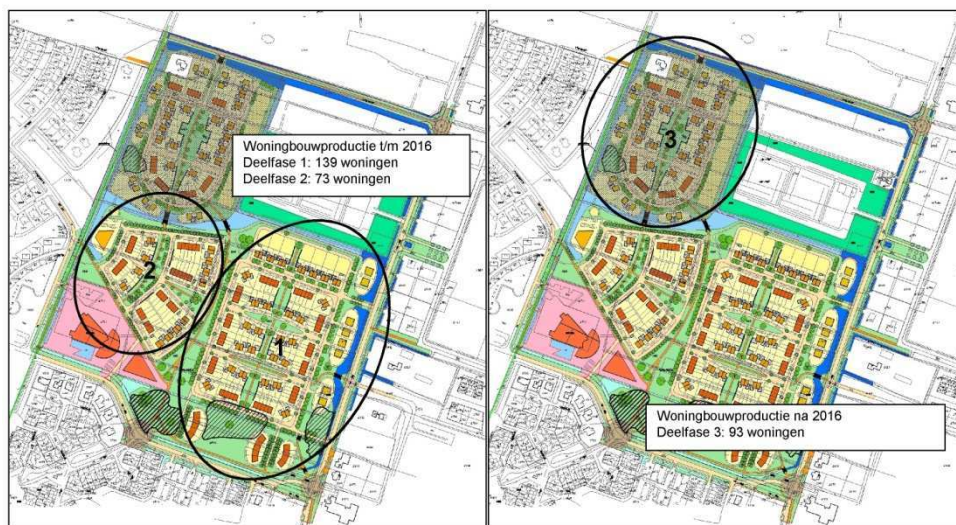 Woningbouwproductie t/m 2016
Deelfase 1: 139 woningen
Deelfase 2: 73 woningen
2
1
3
Woningbouwproductie na 2016
Deelfase 3: 93 woningen